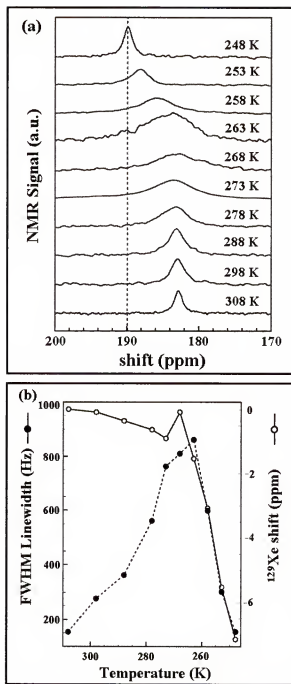 (a)
248 K
253 K
258 K
263 K
268 K
273 K
278 K
288 K
298 K
308 K
NMR Signal (a.u.)
200 190 180 170
shift (ppm)
(b)
1000
800
600
400
200
FWHM Linewidth (Hz)
0
-2
-4
-6
129Xe shift (ppm)
300 280 260
Temperature (K)